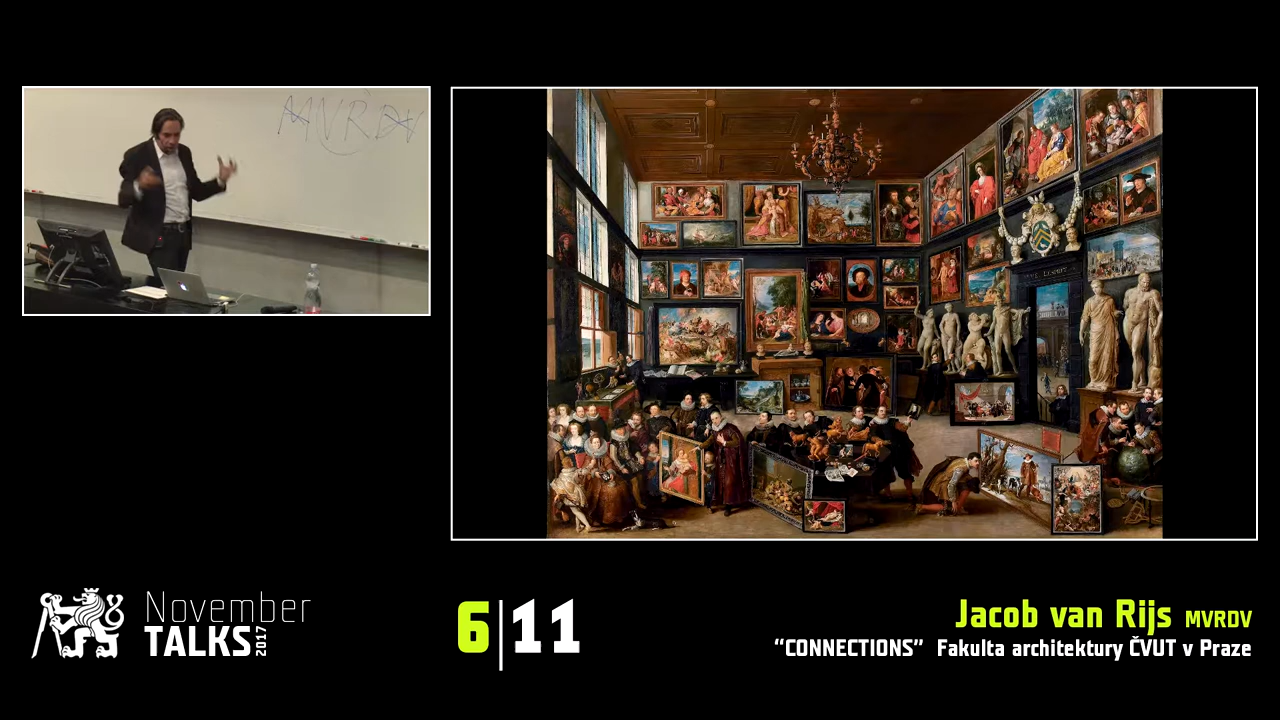 MVRDV
November
TALKS 2017
6|11
Jacob van Rijs MVRDV
“CONNECTIONS” Fakulta architektury ČVUT v Praze